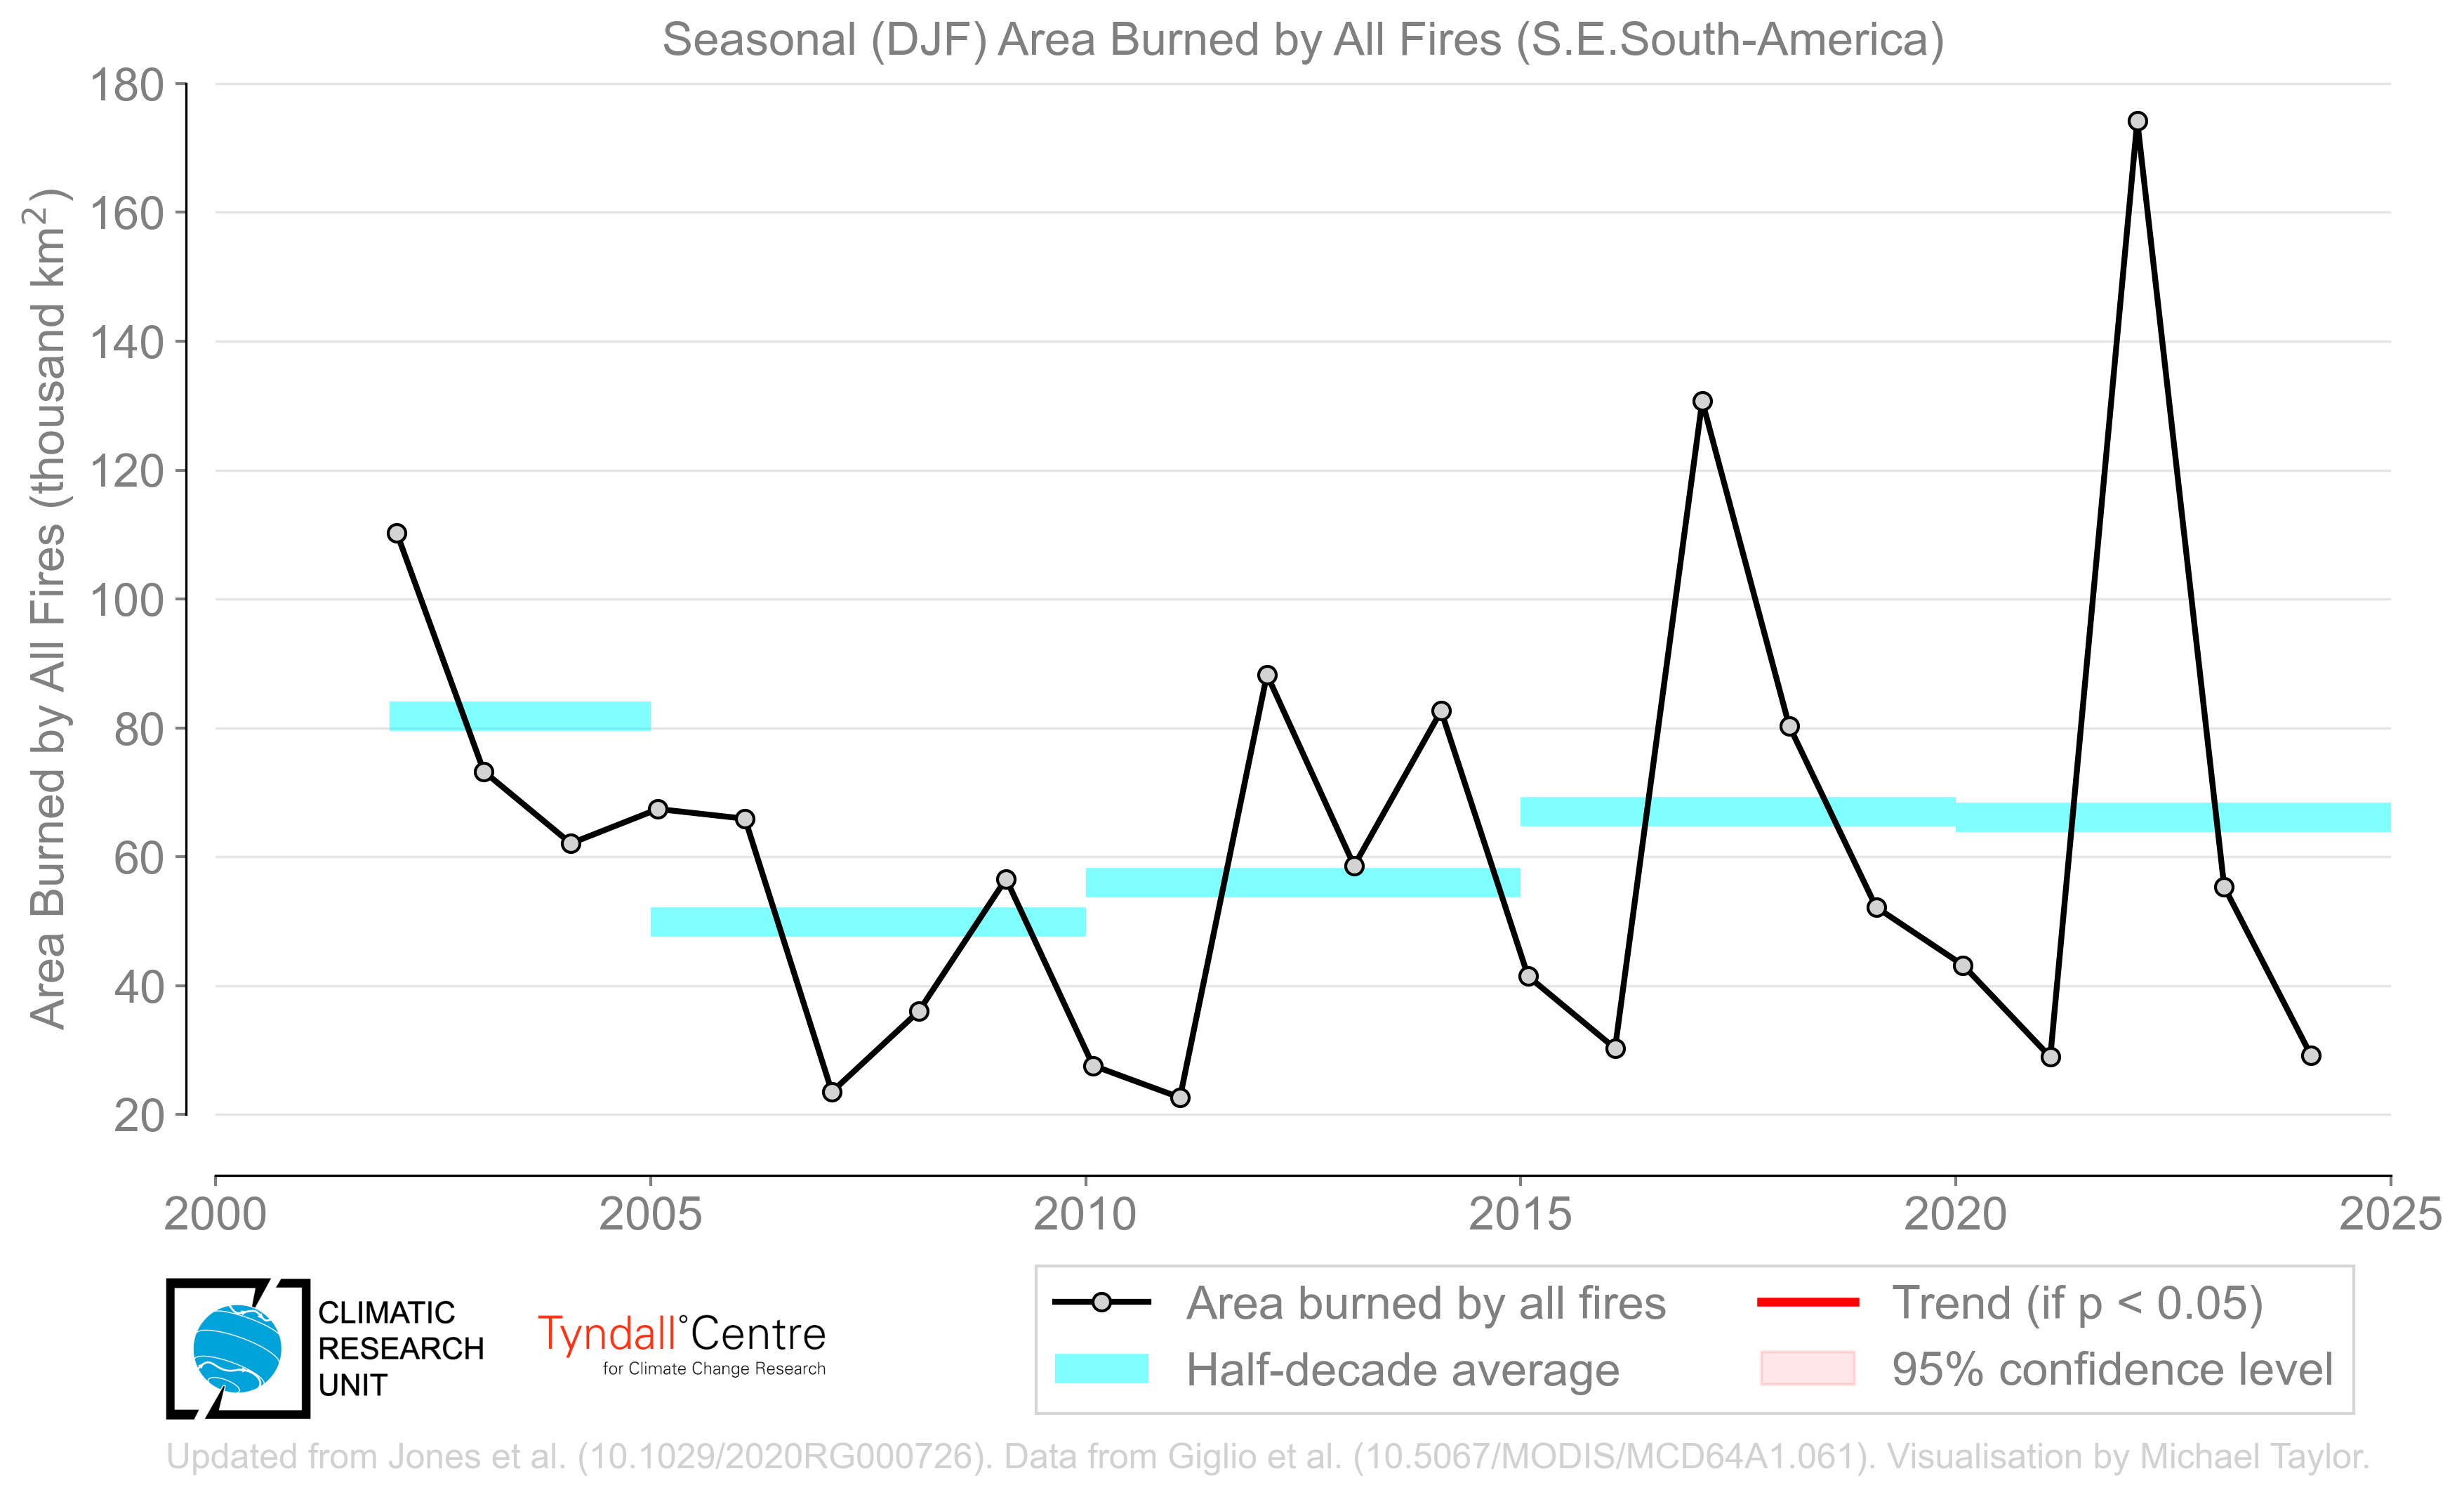 Seasonal (DJF) Area Burned by All Fires (S.E.South-America)
Area Burned by All Fires (thousand km²)
180
160
140
120
100
80
60
40
20
2000 2005 2010 2015 2020 2025
CLIMATIC
RESEARCH
UNIT
Tyndall°Centre
for Climate Change Research
Area burned by all fires
Half-decade average
Trend (if p < 0.05)
95% confidence level
Updated from Jones et al. (10.1029/2020RG000726). Data from Giglio et al. (10.5067/MODIS/MCD64A1.061). Visualisation by Michael Taylor.